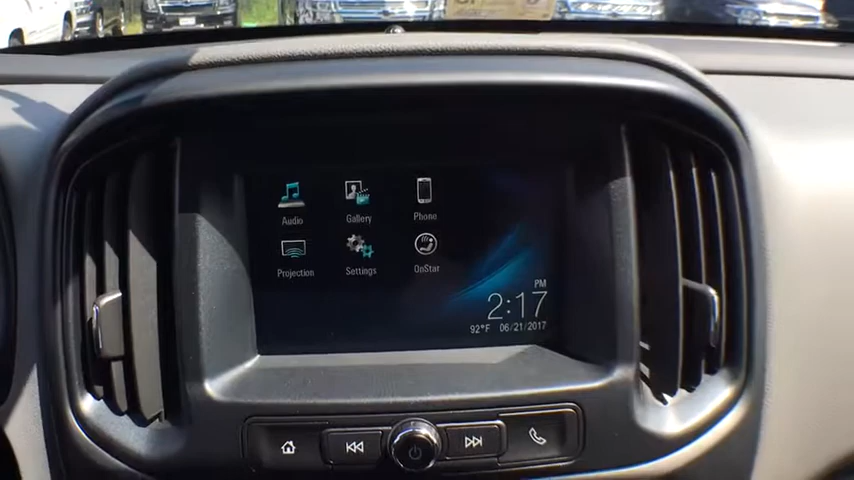 Audio Gallery Phone
Projection Settings OnStar
PM
2:17
92°F 06/21/2017